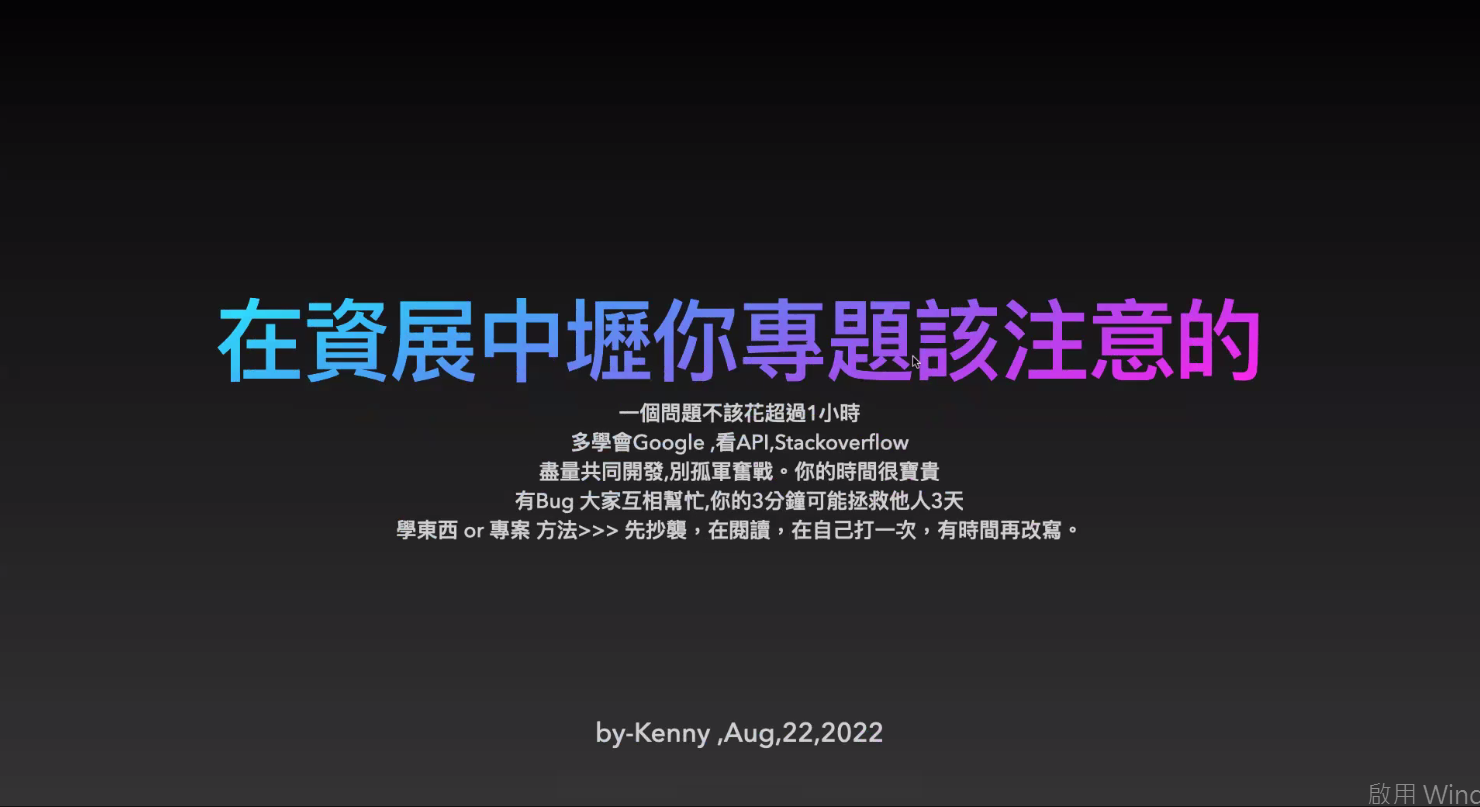 在資展中壢你專題該注意的
一個問題不該花超過1小時
多學會Google ,看API,Stackoverflow
盡量共同開發,別孤軍奮戰。你的時間很寶貴
有Bug 大家互相幫忙,你的3分鐘可能拯救他人3天
學東西 or 專案 方法>>> 先抄襲，在閱讀，在自己打一次，有時間再改寫。
by-Kenny ,Aug,22,2022
啟用